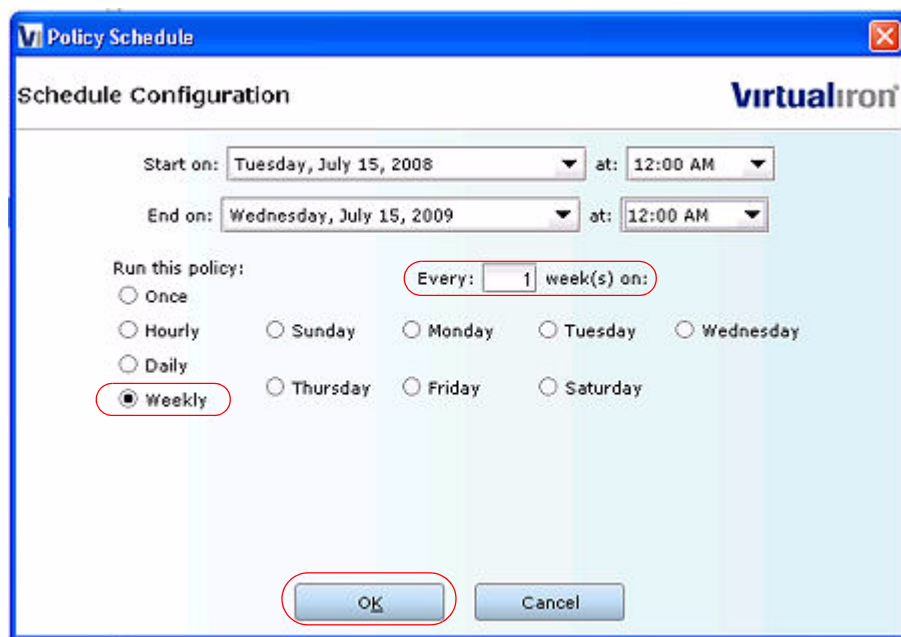 VI Policy Schedule
Schedule Configuration
Virtualiron
Start on: Tuesday, July 15, 2008 at: 12:00 AM
End on: Wednesday, July 15, 2009 at: 12:00 AM
Run this policy:
Every: 1 week(s) on:
Once
Hourly
Sunday
Monday
Tuesday
Wednesday
Daily
Weekly
Thursday
Friday
Saturday
OK
Cancel